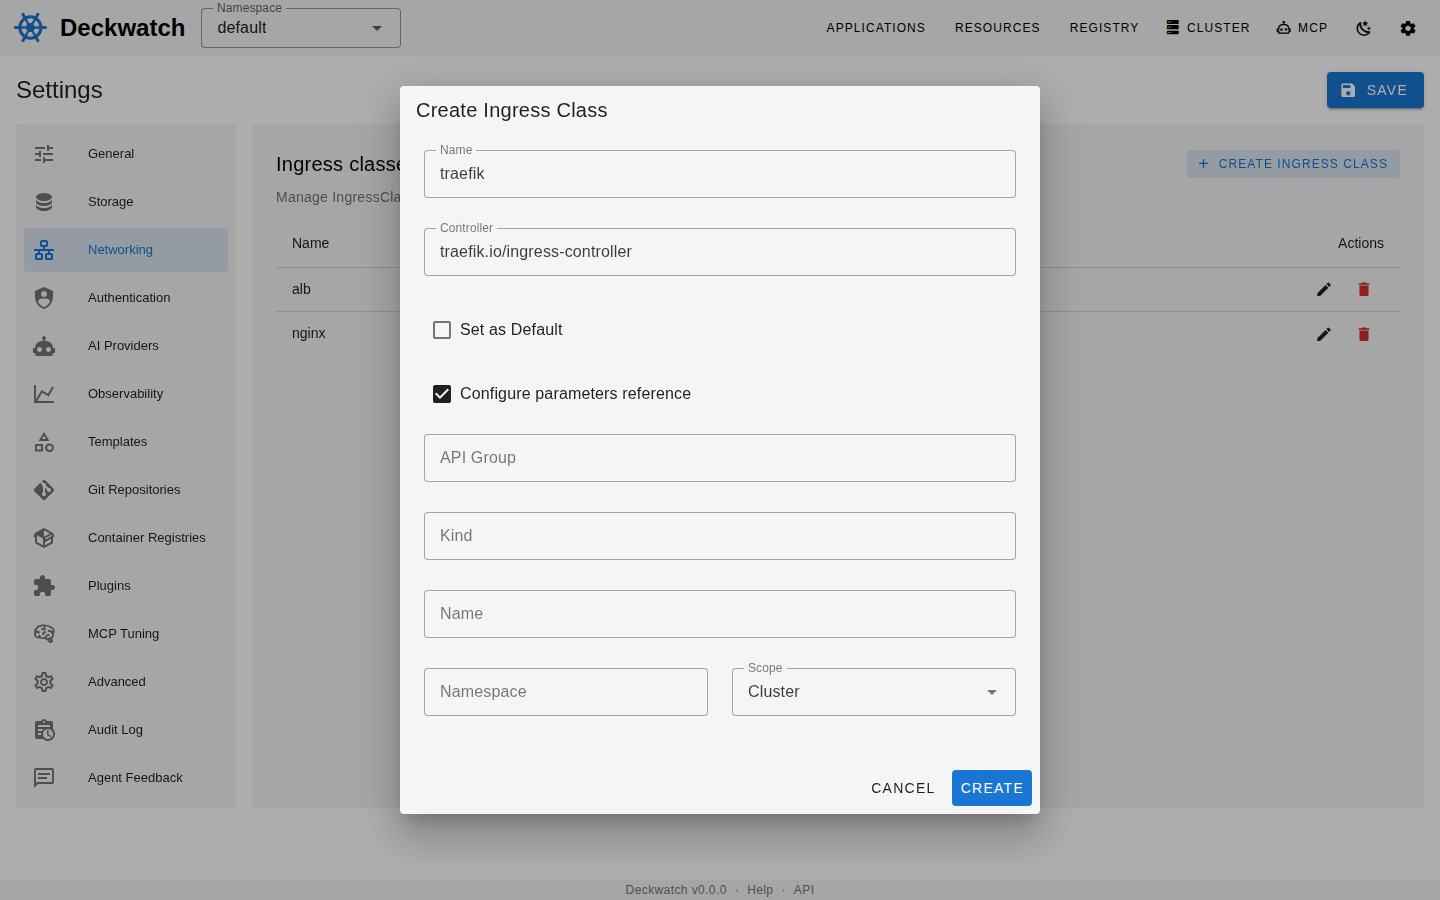 Deckwatch
Namespace
default
APPLICATIONS
RESOURCES
REGISTRY
CLUSTER
MCP
Settings
SAVE
General
Storage
Networking
Authentication
AI Providers
Observability
Templates
Git Repositories
Container Registries
Plugins
MCP Tuning
Advanced
Audit Log
Agent Feedback
Ingress classe
CREATE INGRESS CLASS
Manage IngressCla
Name
Actions
alb
nginx
Create Ingress Class
Name
traefik
Controller
traefik.io/ingress-controller
Set as Default
Configure parameters reference
API Group
Kind
Name
Namespace
Scope
Cluster
CANCEL
CREATE
Deckwatch v0.0.0 · Help · API